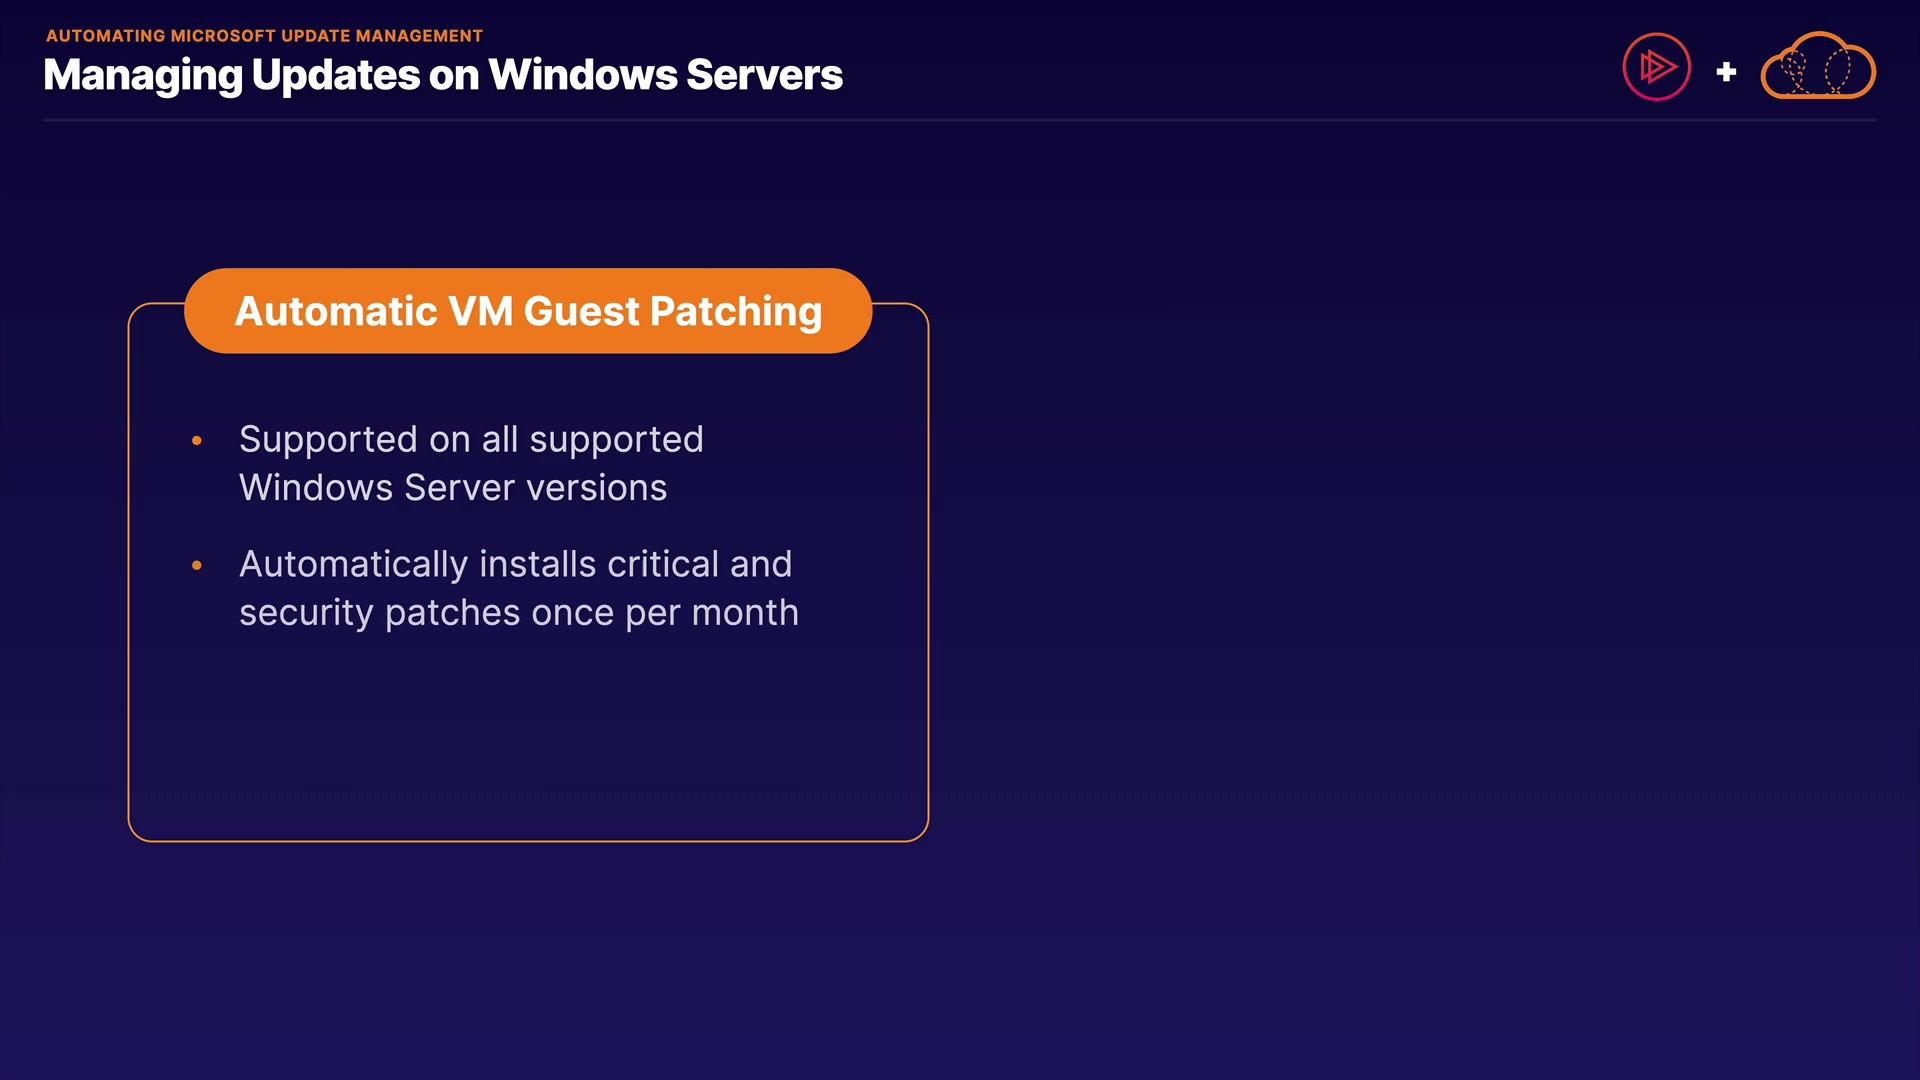 AUTOMATING MICROSOFT UPDATE MANAGEMENT
Managing Updates on Windows Servers
+
Automatic VM Guest Patching
• Supported on all supported
Windows Server versions
• Automatically installs critical and
security patches once per month